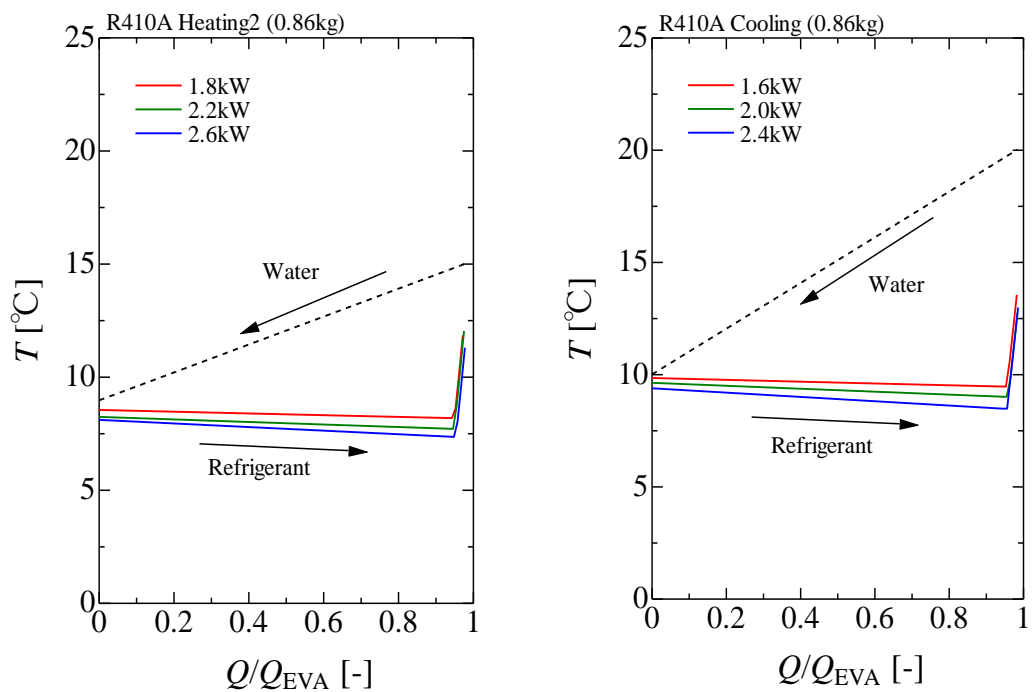 R410A Heating2 (0.86kg)
25
20
15
10
5
0
T [℃]
1.8kW
2.2kW
2.6kW
Water
Refrigerant
0 0.2 0.4 0.6 0.8 1
Q/QEVA [-]
R410A Cooling (0.86kg)
25
20
15
10
5
0
T [℃]
1.6kW
2.0kW
2.4kW
Water
Refrigerant
0 0.2 0.4 0.6 0.8 1
Q/QEVA [-]